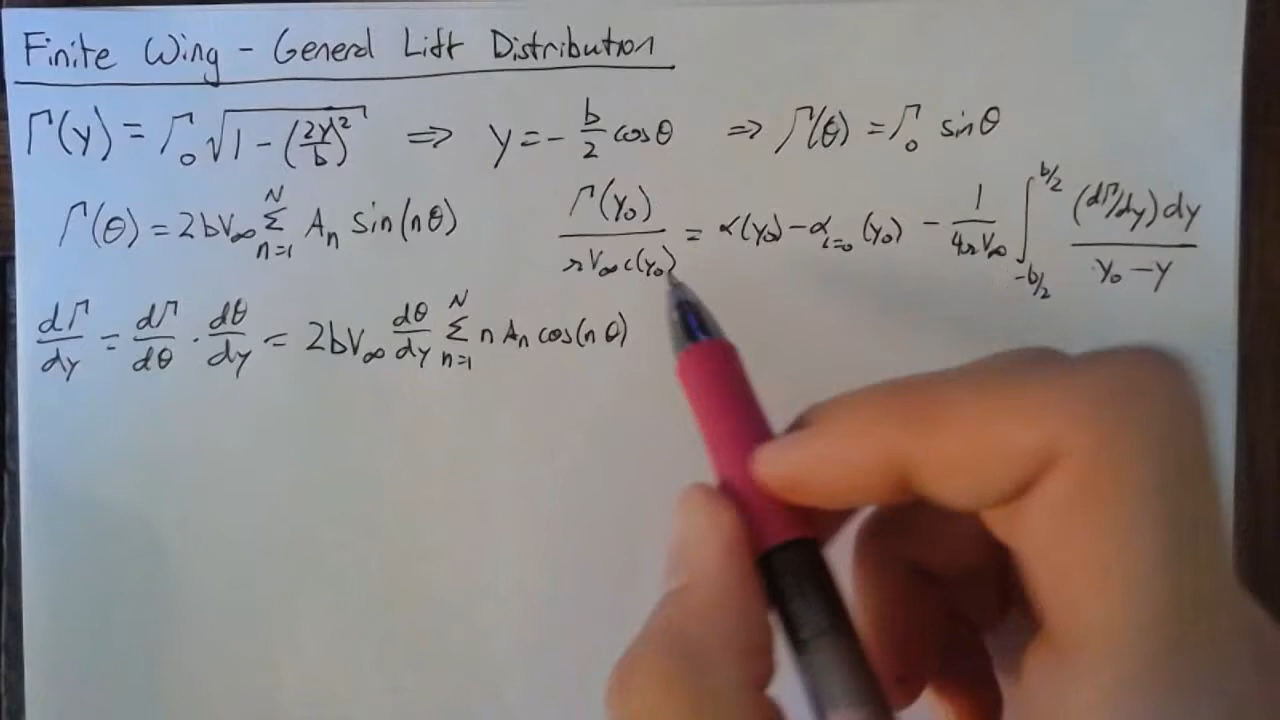 Finite Wing - General Lift Distribution
Γ(y) = Γ₀ √(1 - (2y/b)²) ⇒ y = - b/2 cosθ ⇒ Γ(θ) = Γ₀ sinθ
Γ(θ) = 2bV∞ Σ_{n=1}^{N} Aₙ sin(nθ) Γ(y₀)/(πV∞c(y₀)) = α(y₀) - α_{L=0}(y₀) - 1/(4πV∞) ∫_{-b/2}^{b/2} (dΓ/dy)dy/(y₀ - y)
dΓ/dy = dΓ/dθ · dθ/dy = 2bV∞ dθ/dy Σ_{n=1}^{N} n Aₙ cos(nθ)